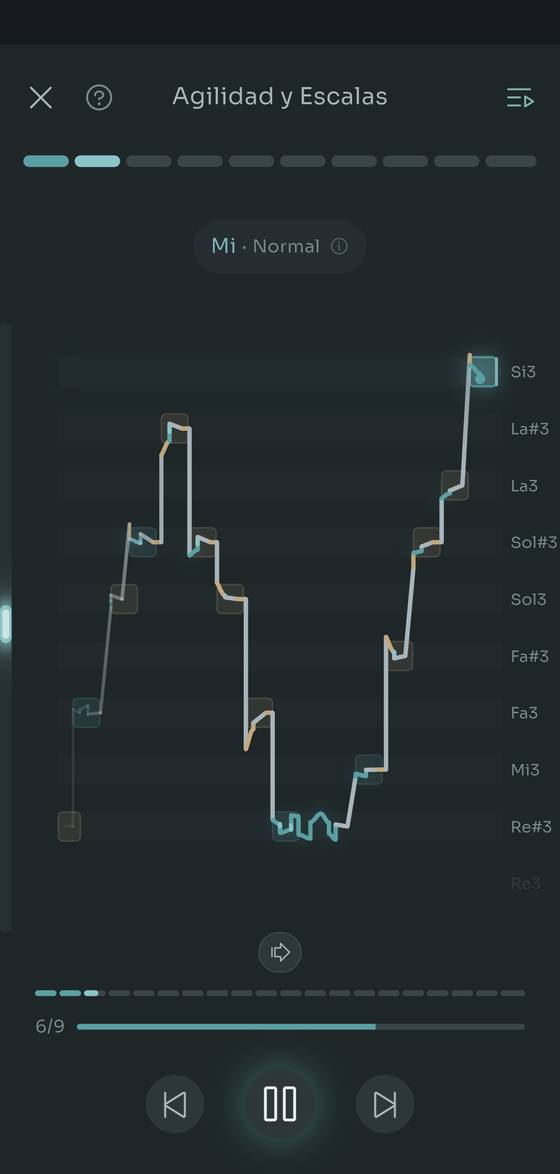 Agilidad y Escalas
Mi · Normal
Si3
La#3
La3
Sol#3
Sol3
Fa#3
Fa3
Mi3
Re#3
Re3
6/9